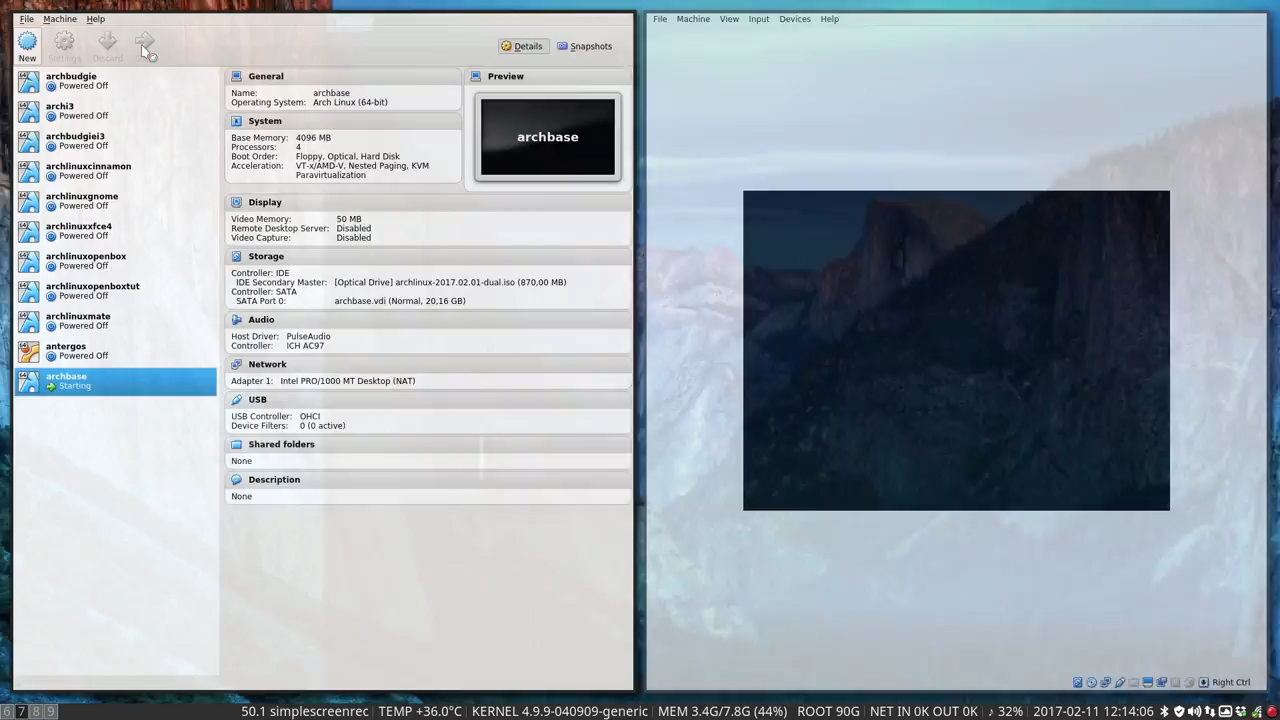 File Machine Help
New Settings Discard
Details Snapshots
archbudgie
Powered Off
archi3
Powered Off
archbudgiei3
Powered Off
archlinuxcinnamon
Powered Off
archlinuxgnome
Powered Off
archlinuxxfce4
Powered Off
archlinuxopenbox
Powered Off
archlinuxopenboxtut
Powered Off
archlinuxmate
Powered Off
antergos
Powered Off
archbase
Starting
General
Name: archbase
Operating System: Arch Linux (64-bit)
System
Base Memory: 4096 MB
Processors: 4
Boot Order: Floppy, Optical, Hard Disk
Acceleration: VT-x/AMD-V, Nested Paging, KVM
Paravirtualization
Preview
archbase
Display
Video Memory: 50 MB
Remote Desktop Server: Disabled
Video Capture: Disabled
Storage
Controller: IDE
IDE Secondary Master: [Optical Drive] archlinux-2017.02.01-dual.iso (870,00 MB)
Controller: SATA
SATA Port 0: archbase.vdi (Normal, 20,16 GB)
Audio
Host Driver: PulseAudio
Controller: ICH AC97
Network
Adapter 1: Intel PRO/1000 MT Desktop (NAT)
USB
USB Controller: OHCI
Device Filters: 0 (0 active)
Shared folders
None
Description
None
File Machine View Input Devices Help
Right Ctrl
6 7 8 9
50.1 simplescreenrec TEMP +36.0°C KERNEL 4.9.9-040909-generic MEM 3.4G/7.8G (44%) ROOT 90G NET IN 0K OUT 0K ♪ 32% 2017-02-11 12:14:06